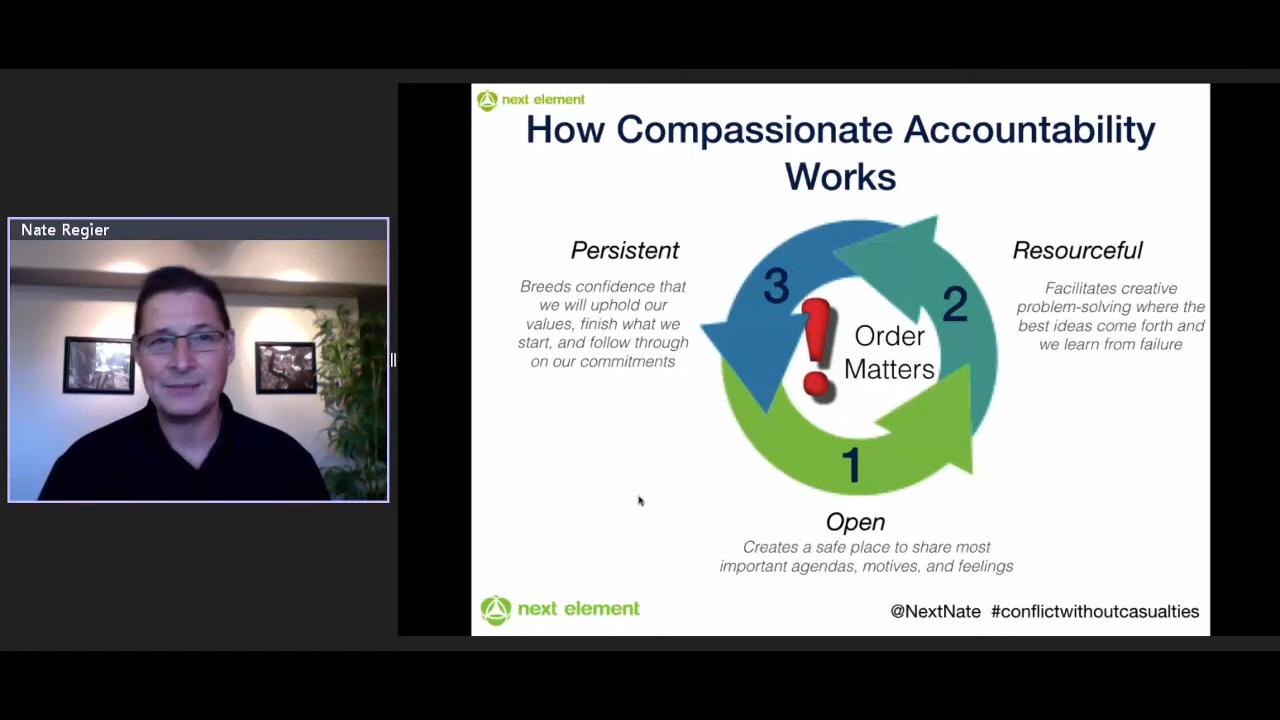 Nate Regier
next element
How Compassionate Accountability
Works
Persistent
Breeds confidence that
we will uphold our
values, finish what we
start, and follow through
on our commitments
3
2
1
!
Order
Matters
Resourceful
Facilitates creative
problem-solving where the
best ideas come forth and
we learn from failure
Open
Creates a safe place to share most
important agendas, motives, and feelings
next element
@NextNate #conflictwithoutcasualties